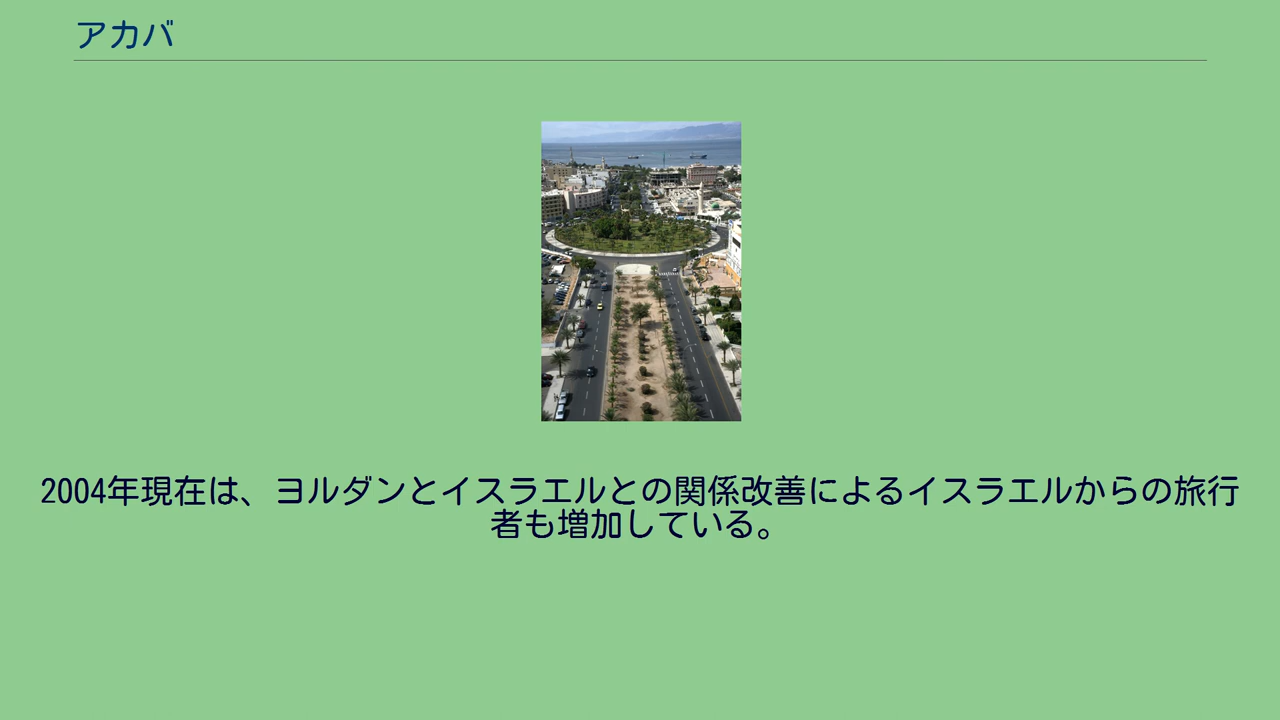 アカバ
2004年現在は、ヨルダンとイスラエルとの関係改善によるイスラエルからの旅行
者も増加している。